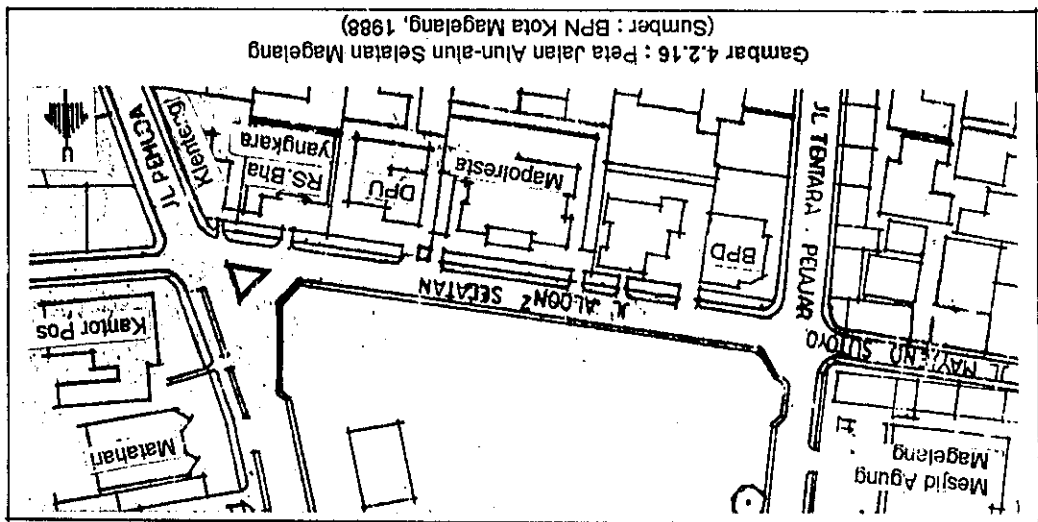 Mesjid Agung
Magelang
Matahari
Kantor Pos
JL MAYJEND SUTOYO
JL ALOON² SELATAN
JL TENTARA PELAJAR
BPD
Mapolresta
DPU
RS.Bha
yangkara
Klenteng
JL PEMUDA
U
Gambar 4.2.16 : Peta Jalan Alun-alun Selatan Magelang
(Sumber : BPN Kota Magelang, 1988)